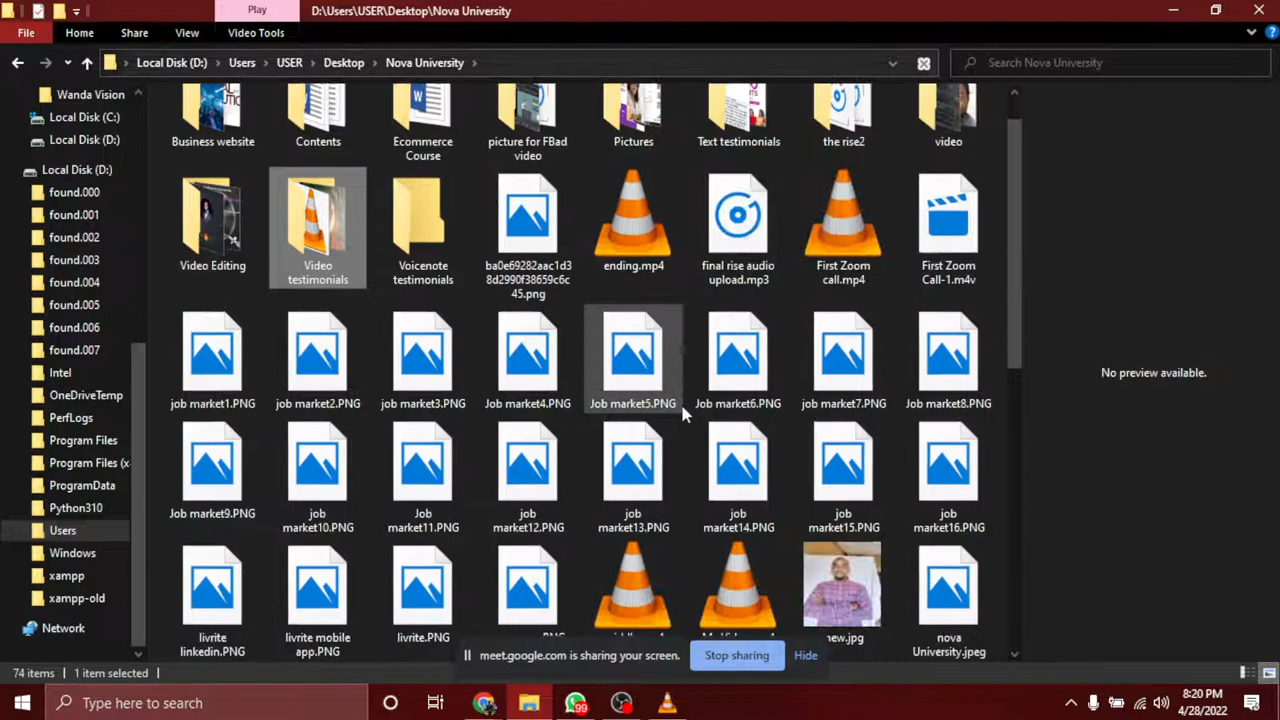 Play
D:\Users\USER\Desktop\Nova University
File Home Share View Video Tools
Local Disk (D:) Users USER Desktop Nova University
Search Nova University
Wanda Vision
Local Disk (C:)
Local Disk (D:)
Local Disk (D:)
found.000
found.001
found.002
found.003
found.004
found.005
found.006
found.007
Intel
OneDriveTemp
PerfLogs
Program Files
Program Files (x
ProgramData
Python310
Users
Windows
xampp
xampp-old
Network
Business website
Contents
Ecommerce
Course
picture for FBad
video
Pictures
Text testimonials
the rise2
video
Video Editing
Video
testimonials
Voicenote
testimonials
ba0e69282aac1d3
8d2990f38659c6c
45.png
ending.mp4
final rise audio
upload.mp3
First Zoom
call.mp4
First Zoom
Call-1.m4v
job market1.PNG
job market2.PNG
job market3.PNG
Job market4.PNG
Job market5.PNG
Job market6.PNG
job market7.PNG
Job market8.PNG
Job market9.PNG
job
market10.PNG
Job
market11.PNG
job
market12.PNG
job
market13.PNG
job
market14.PNG
job
market15.PNG
job
market16.PNG
livrite
linkedin.PNG
livrite mobile
app.PNG
livrite.PNG
new.jpg
nova
University.jpeg
No preview available.
meet.google.com is sharing your screen.
Stop sharing
Hide
74 items 1 item selected
Type here to search
99
8:20 PM
4/28/2022